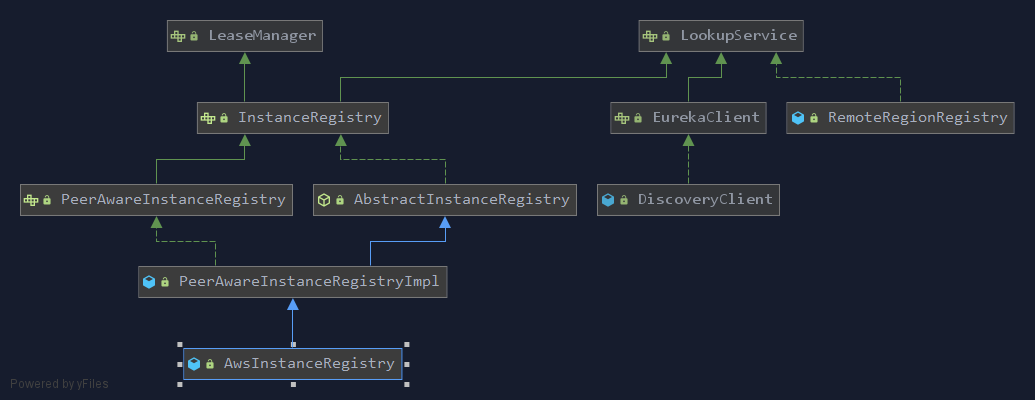 LeaseManager
LookupService
InstanceRegistry
EurekaClient
RemoteRegionRegistry
PeerAwareInstanceRegistry
AbstractInstanceRegistry
DiscoveryClient
PeerAwareInstanceRegistryImpl
AwsInstanceRegistry
Powered by yFiles